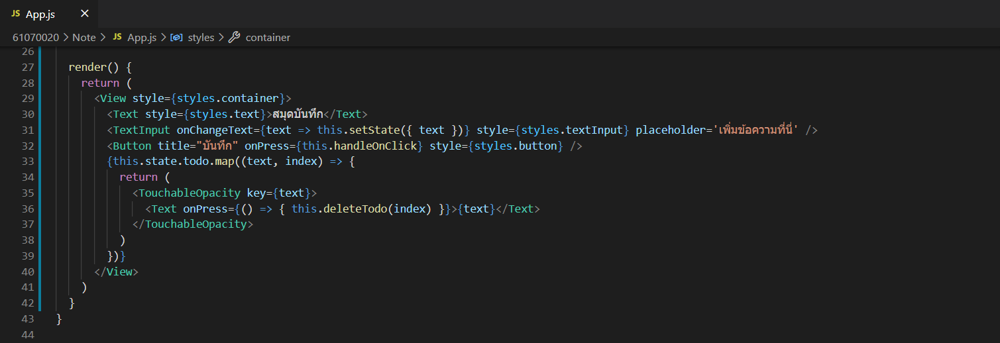 JS App.js ×
61070020 > Note > JS App.js > styles > container
26
27 render() {
28 return (
29 <View style={styles.container}>
30 <Text style={styles.text}>สมุดบันทึก</Text>
31 <TextInput onChangeText={text => this.setState({ text })} style={styles.textInput} placeholder='เพิ่มข้อความที่นี่' />
32 <Button title="บันทึก" onPress={this.handleOnClick} style={styles.button} />
33 {this.state.todo.map((text, index) => {
34 return (
35 <TouchableOpacity key={text}>
36 <Text onPress={() => { this.deleteTodo(index) }}>{text}</Text>
37 </TouchableOpacity>
38 )
39 })}
40 </View>
41 )
42 }
43 }
44